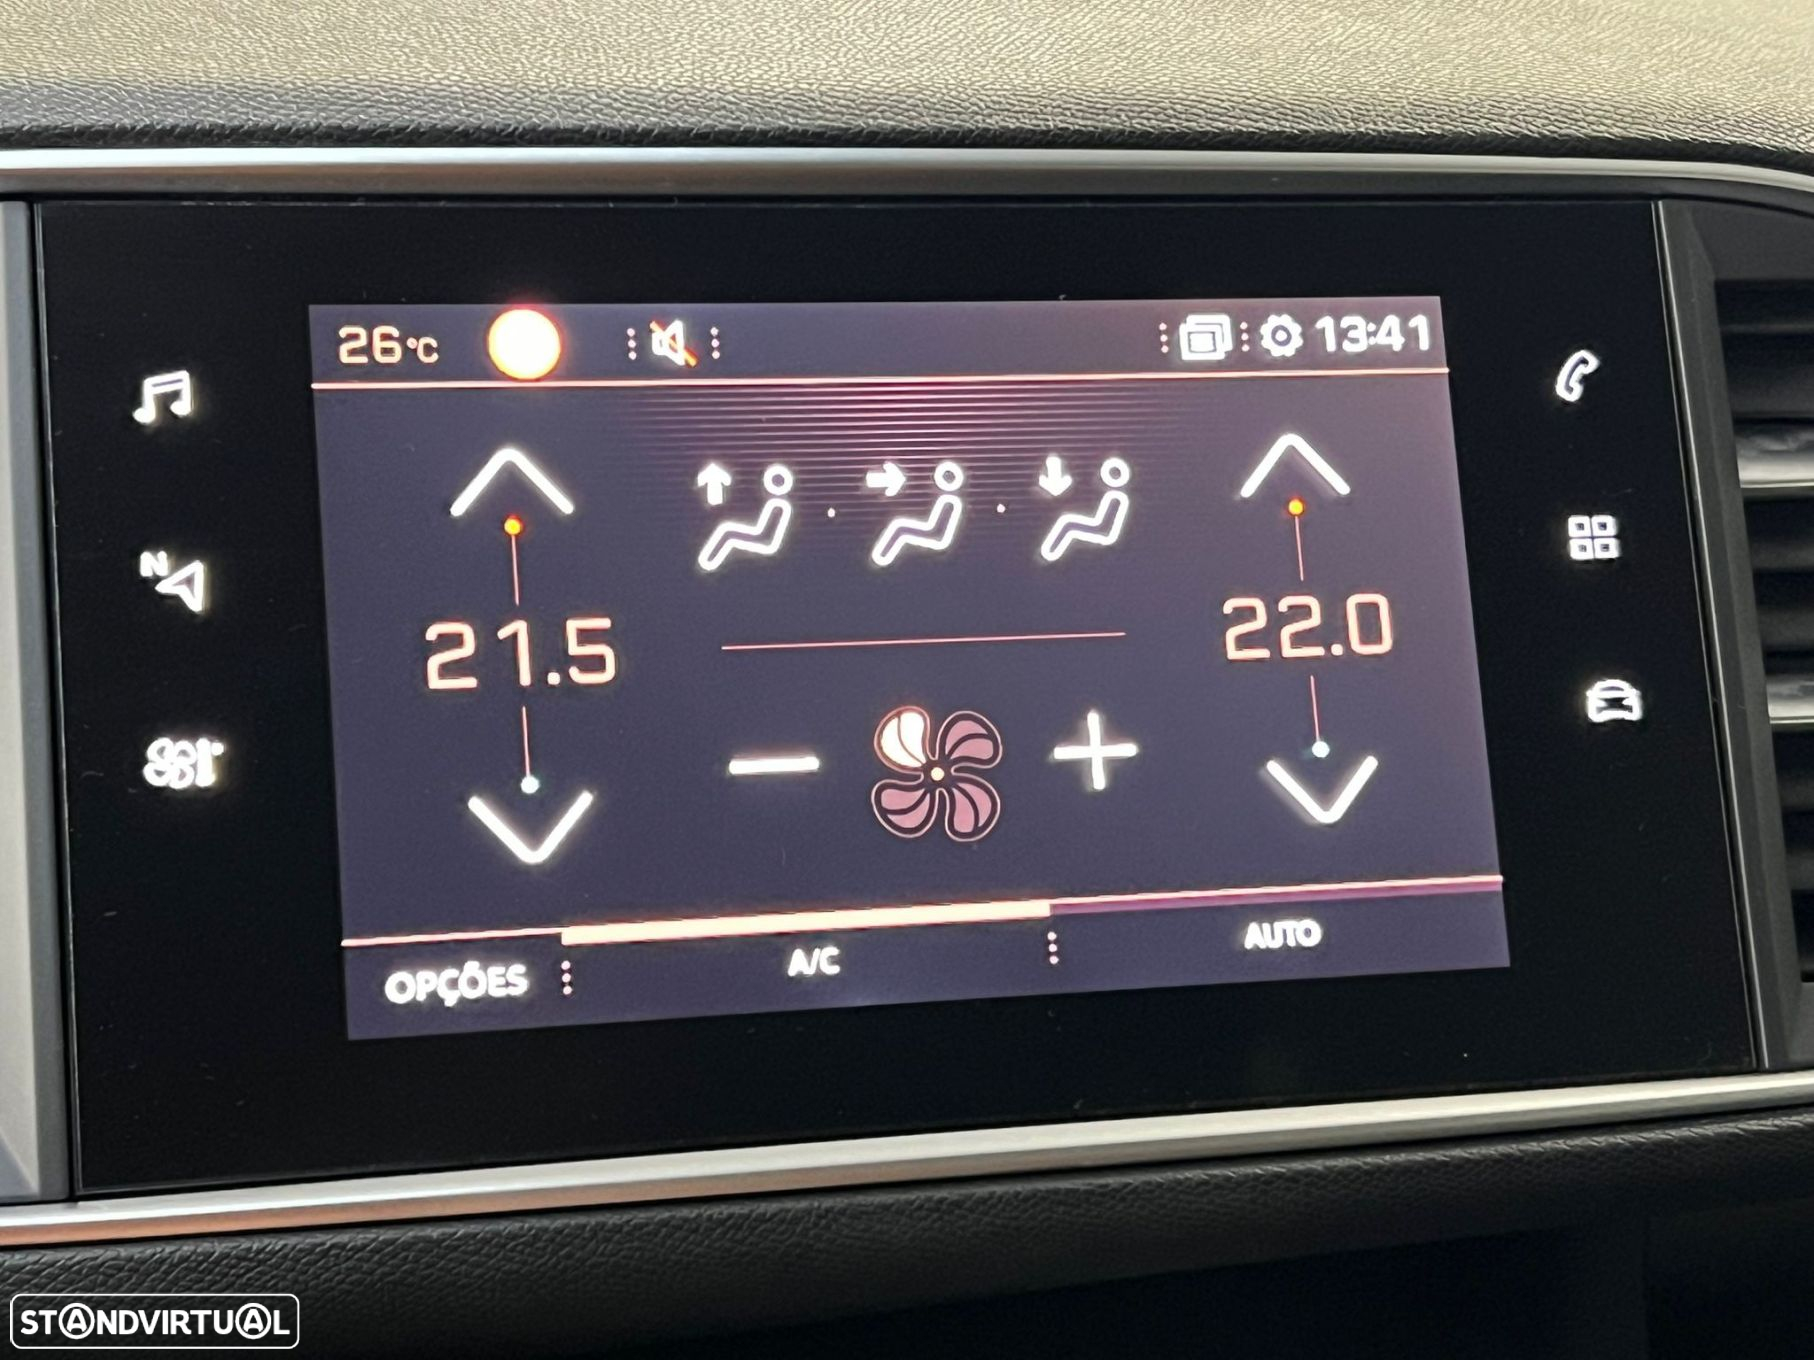 26°C
13:41
N
21.5
22.0
OPÇÕES
A/C
AUTO
STANDVIRTUAL